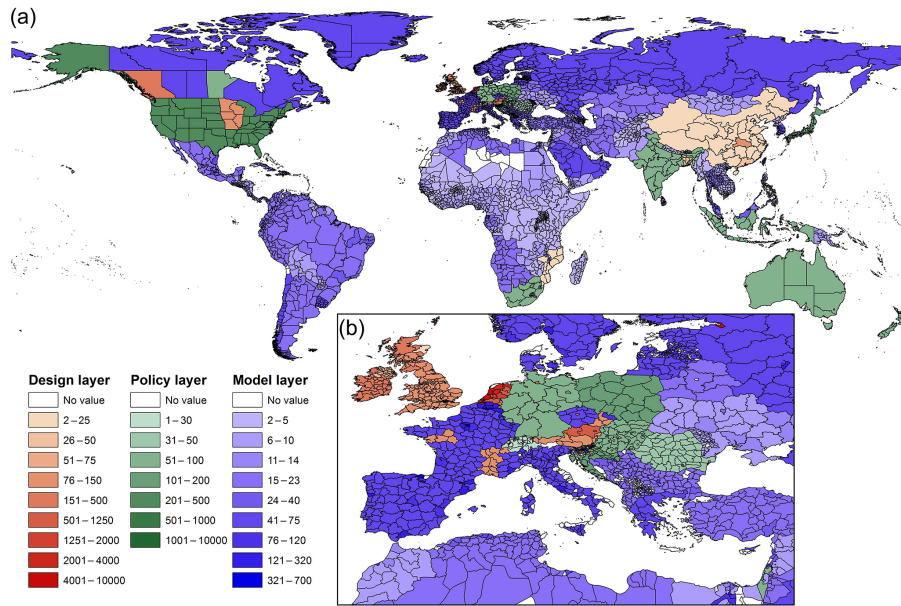 (a)
(b)
Design layer Policy layer Model layer
No value No value No value
2–25 1–30 2–5
26–50 31–50 6–10
51–75 51–100 11–14
76–150 101–200 15–23
151–500 201–500 24–40
501–1250 501–1000 41–75
1251–2000 1001–10000 76–120
2001–4000 121–320
4001–10000 321–700